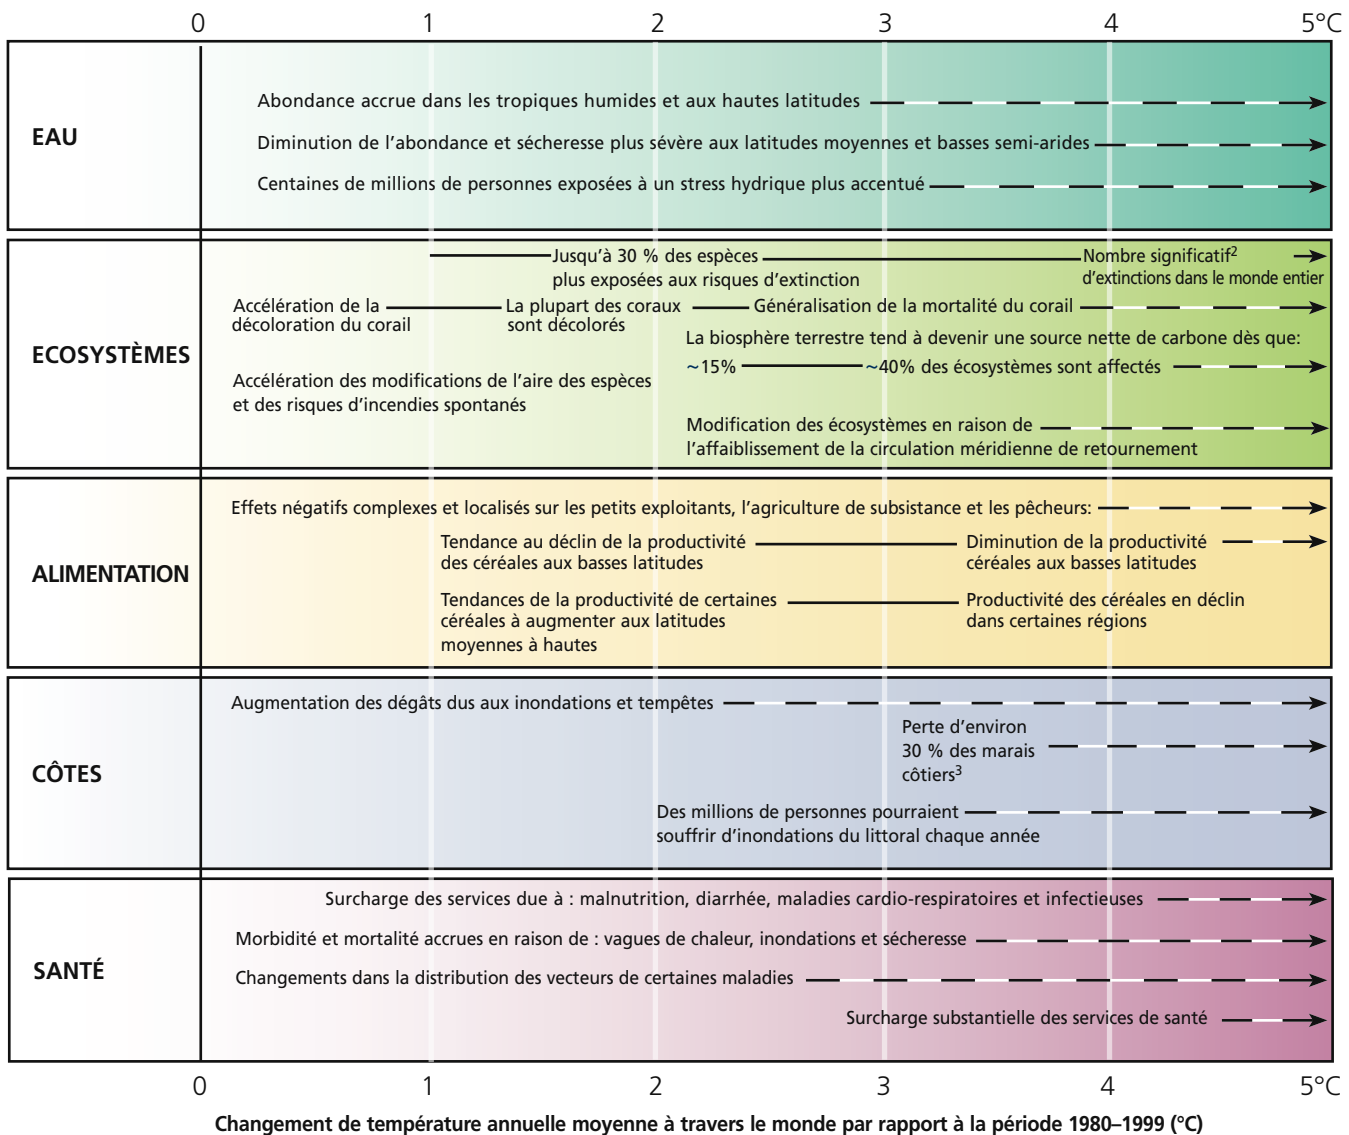 0 1 2 3 4 5°C
EAU
Abondance accrue dans les tropiques humides et aux hautes latitudes
Diminution de l’abondance et sécheresse plus sévère aux latitudes moyennes et basses semi-arides
Centaines de millions de personnes exposées à un stress hydrique plus accentué
ECOSYSTÈMES
Jusqu’à 30 % des espèces
plus exposées aux risques d’extinction
Nombre significatif²
d’extinctions dans le monde entier
Accélération de la
décoloration du corail
La plupart des coraux
sont décolorés
Généralisation de la mortalité du corail
La biosphère terrestre tend à devenir une source nette de carbone dès que:
~15% ~40% des écosystèmes sont affectés
Accélération des modifications de l’aire des espèces
et des risques d’incendies spontanés
Modification des écosystèmes en raison de
l’affaiblissement de la circulation méridienne de retournement
ALIMENTATION
Effets négatifs complexes et localisés sur les petits exploitants, l’agriculture de subsistance et les pêcheurs:
Tendance au déclin de la productivité
des céréales aux basses latitudes
Diminution de la productivité
céréales aux basses latitudes
Tendances de la productivité de certaines
céréales à augmenter aux latitudes
moyennes à hautes
Productivité des céréales en déclin
dans certaines régions
CÔTES
Augmentation des dégâts dus aux inondations et tempêtes
Perte d’environ
30 % des marais
côtiers³
Des millions de personnes pourraient
souffrir d’inondations du littoral chaque année
SANTÉ
Surcharge des services due à : malnutrition, diarrhée, maladies cardio-respiratoires et infectieuses
Morbidité et mortalité accrues en raison de : vagues de chaleur, inondations et sécheresse
Changements dans la distribution des vecteurs de certaines maladies
Surcharge substantielle des services de santé
0 1 2 3 4 5°C
Changement de température annuelle moyenne à travers le monde par rapport à la période 1980–1999 (°C)